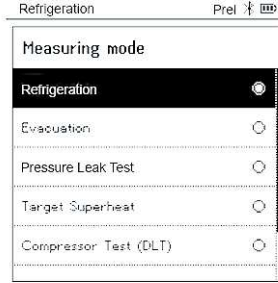 Refrigeration Prel
Measuring mode
Refrigeration
Evacuation
Pressure Leak Test
Target Superheat
Compressor Test (DLT)